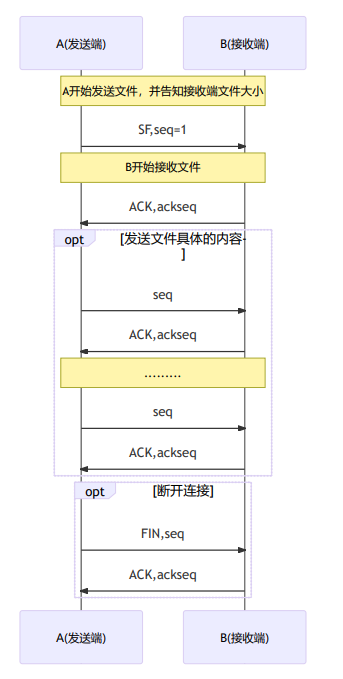 A(发送端)
B(接收端)
A开始发送文件，并告知接收端文件大小
SF,seq=1
B开始接收文件
ACK,ackseq
opt
[发送文件具体的内容-
]
seq
ACK,ackseq
.........
seq
ACK,ackseq
opt
[断开连接]
FIN,seq
ACK,ackseq
A(发送端)
B(接收端)